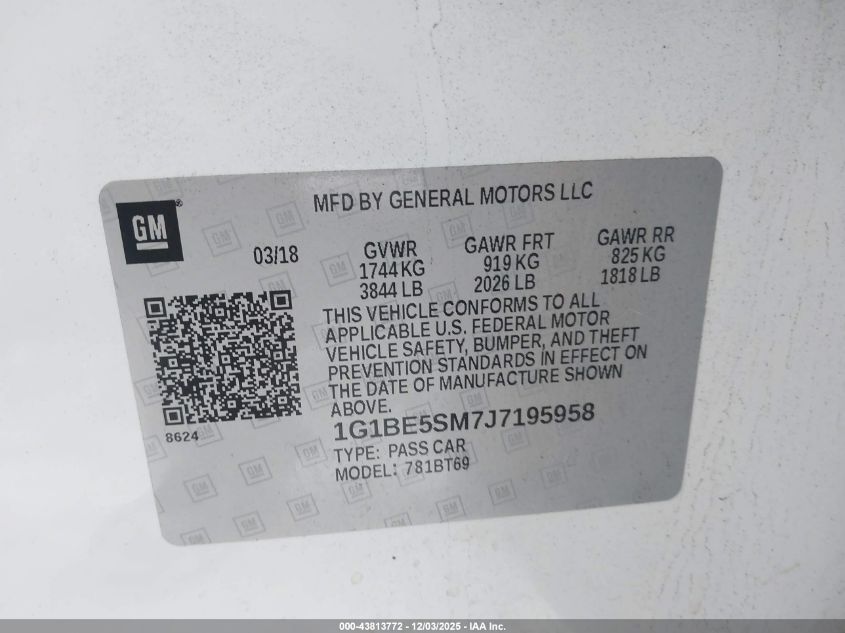 MFD BY GENERAL MOTORS LLC
GM®
03/18
GVWR
1744 KG
3844 LB
GAWR FRT
919 KG
2026 LB
GAWR RR
825 KG
1818 LB
THIS VEHICLE CONFORMS TO ALL
APPLICABLE U.S. FEDERAL MOTOR
VEHICLE SAFETY, BUMPER, AND THEFT
PREVENTION STANDARDS IN EFFECT ON
THE DATE OF MANUFACTURE SHOWN
ABOVE.
8624
1G1BE5SM7J7195958
TYPE: PASS CAR
MODEL: 781BT69
000-43813772 - 12/03/2025 - IAA Inc.